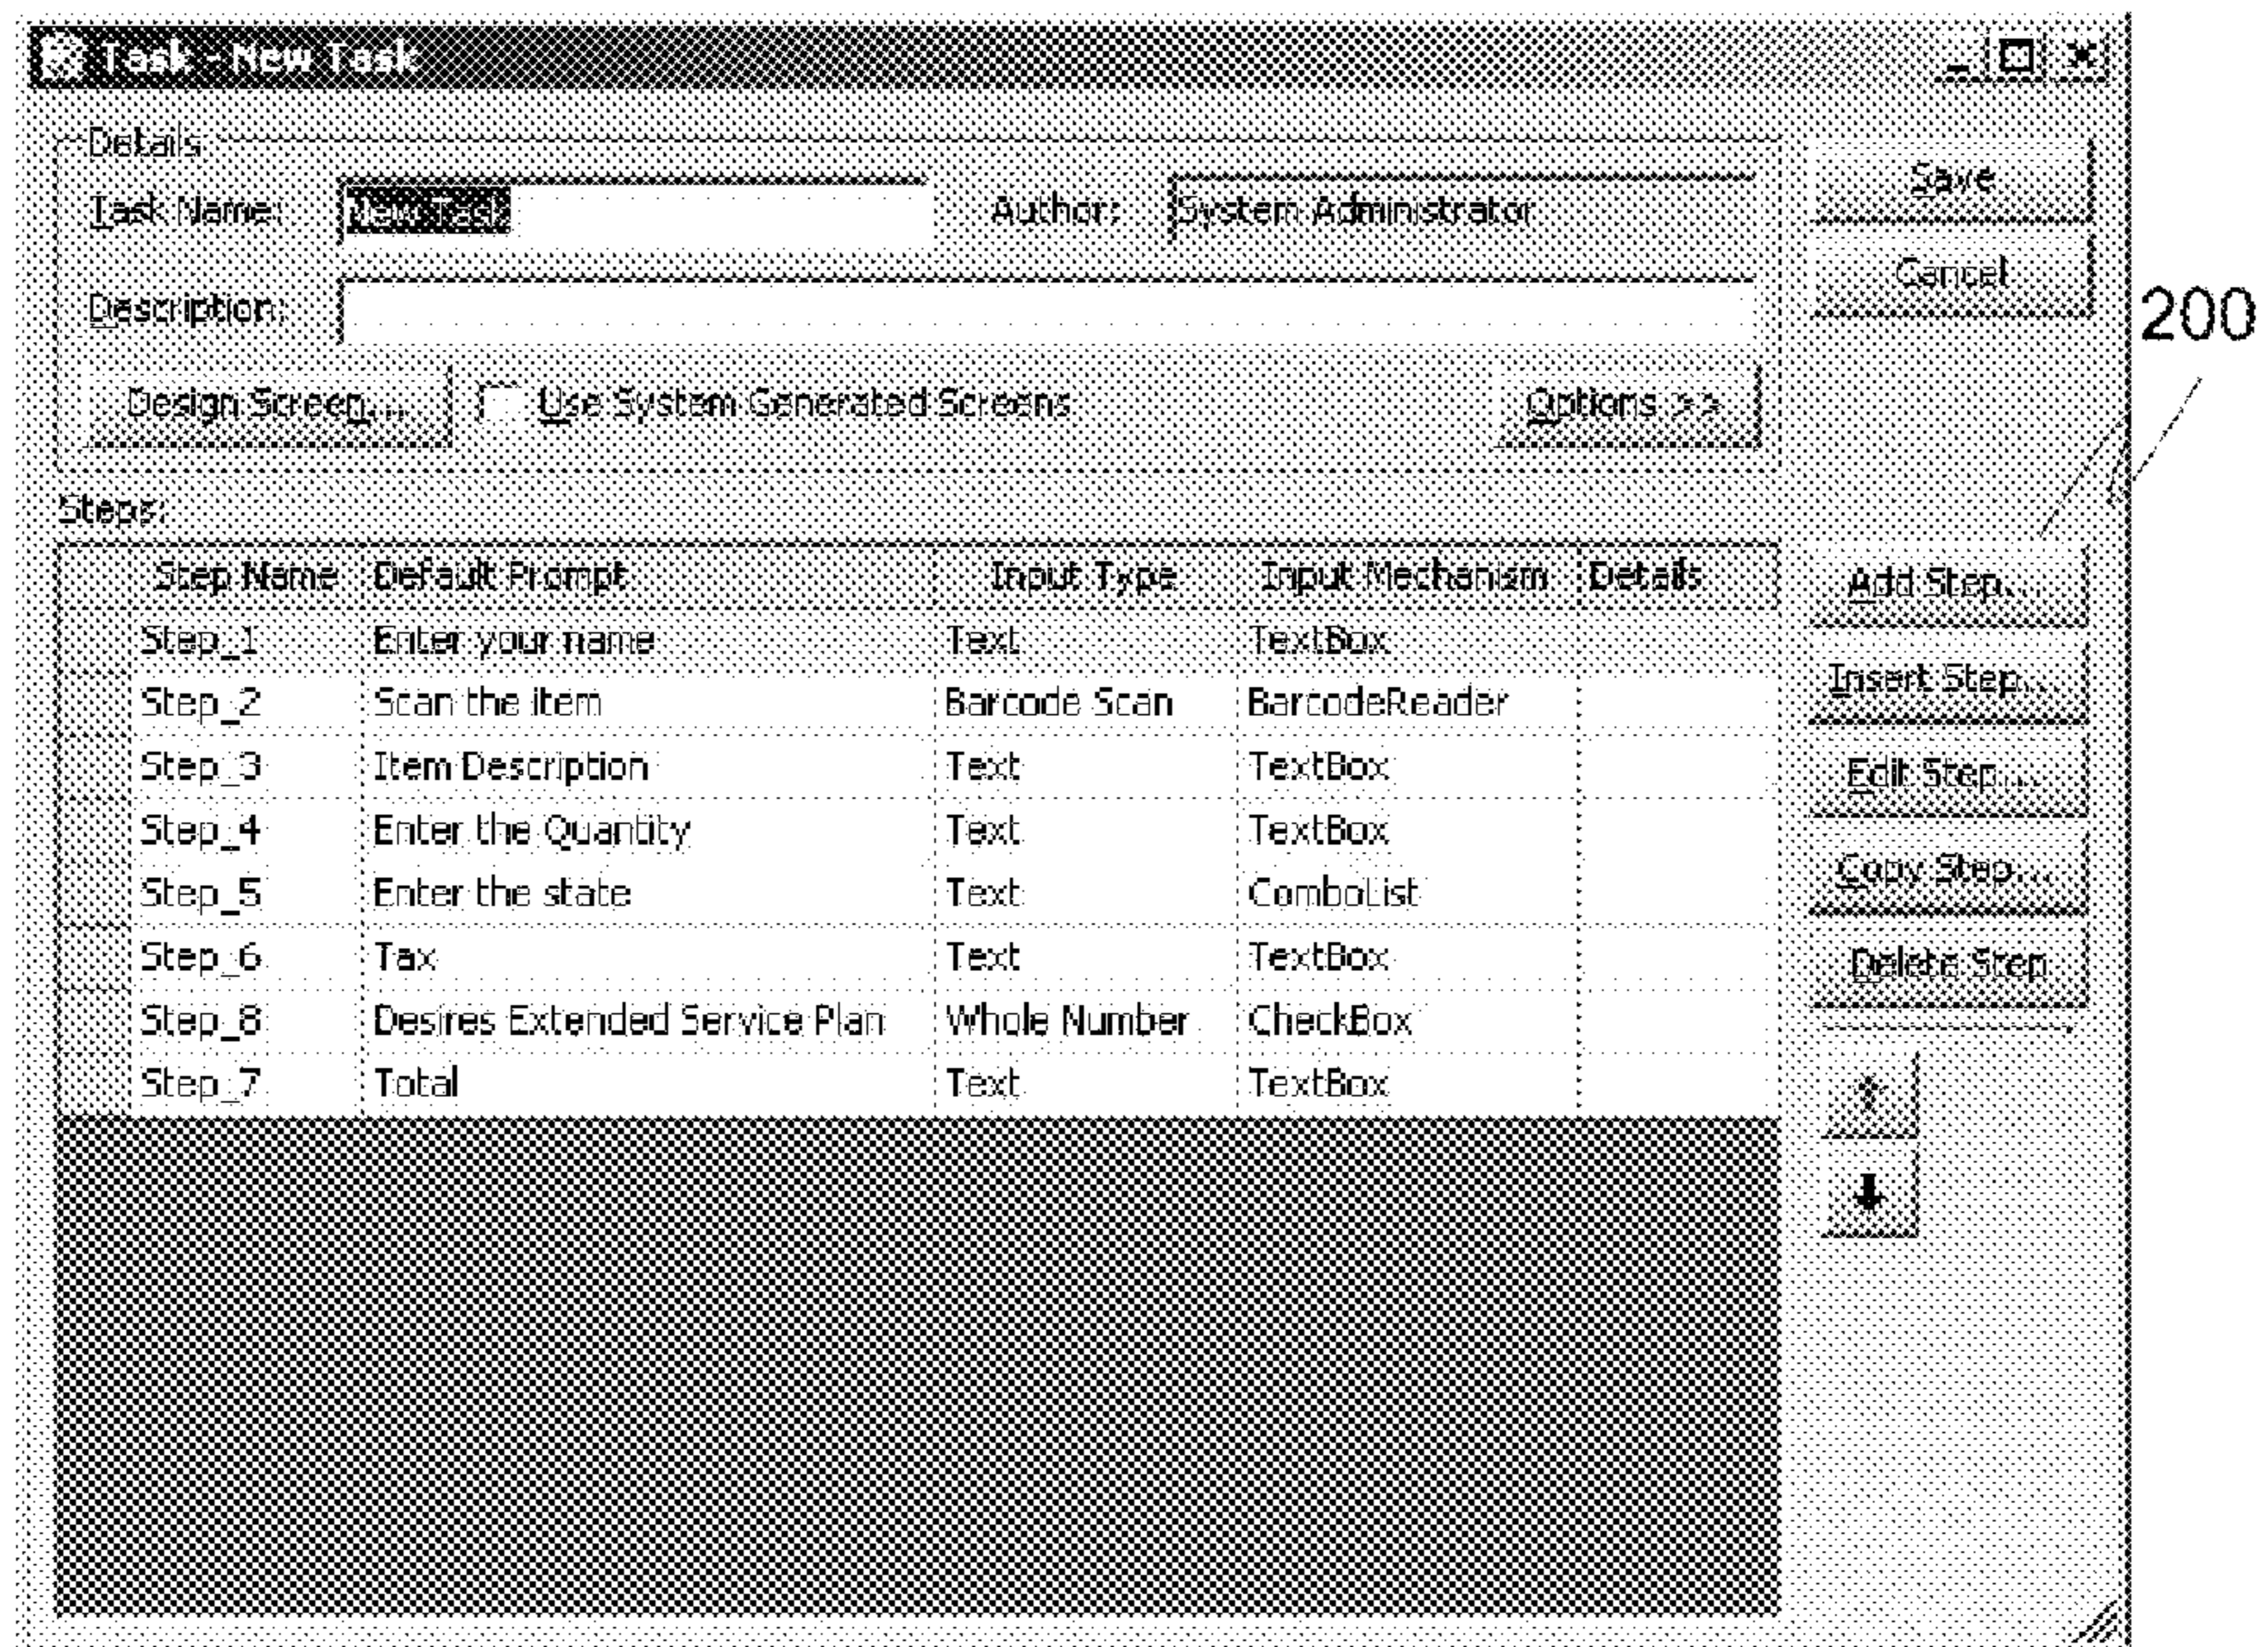 Task - New Task
Details
Task Name: New Task Author: System Administrator
Save
Cancel
Description:
200
Design Screen... Use System Generated Screens Options >>
Steps:
Step Name Default Prompt Input Type Input Mechanism Details
Step_1 Enter your name Text TextBox
Step_2 Scan the item Barcode Scan BarcodeReader
Step_3 Item Description Text TextBox
Step_4 Enter the Quantity Text TextBox
Step_5 Enter the state Text ComboList
Step_6 Tax Text TextBox
Step_8 Desires Extended Service Plan Whole Number CheckBox
Step_7 Total Text TextBox
Add Step...
Insert Step...
Edit Step...
Copy Step...
Delete Step